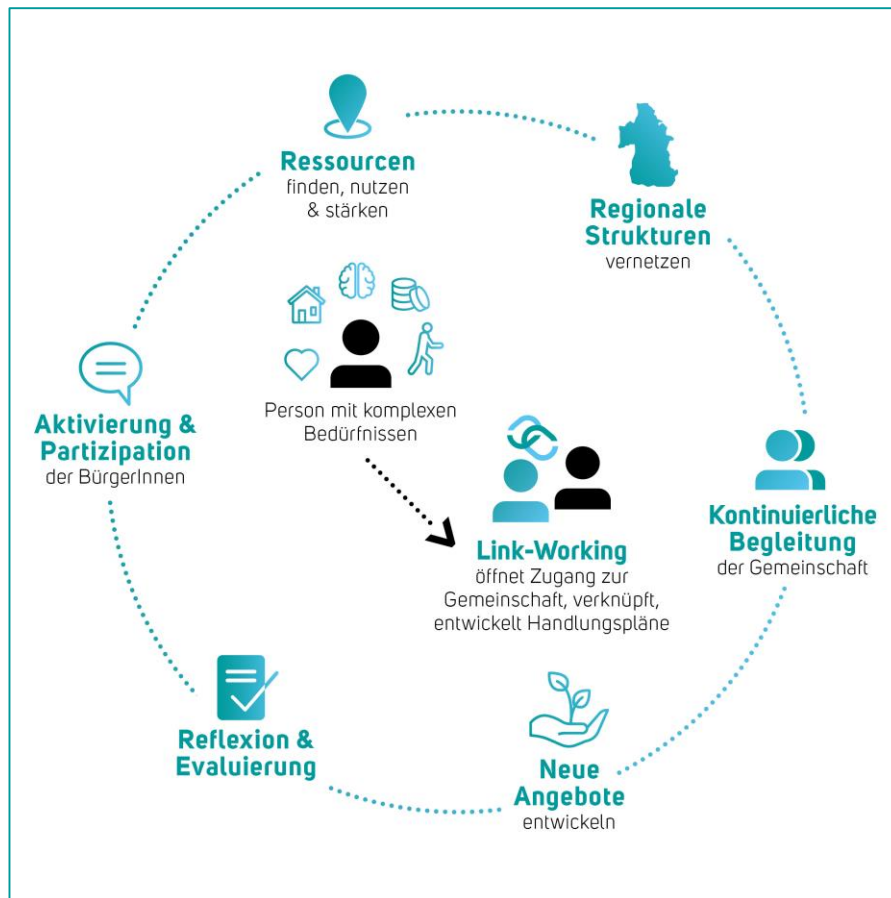 Ressourcen
finden, nutzen
& stärken
Regionale
Strukturen
vernetzen
Person mit komplexen
Bedürfnissen
Aktivierung &
Partizipation
der BürgerInnen
Link-Working
öffnet Zugang zur
Gemeinschaft, verknüpft,
entwickelt Handlungspläne
Kontinuierliche
Begleitung
der Gemeinschaft
Reflexion &
Evaluierung
Neue
Angebote
entwickeln